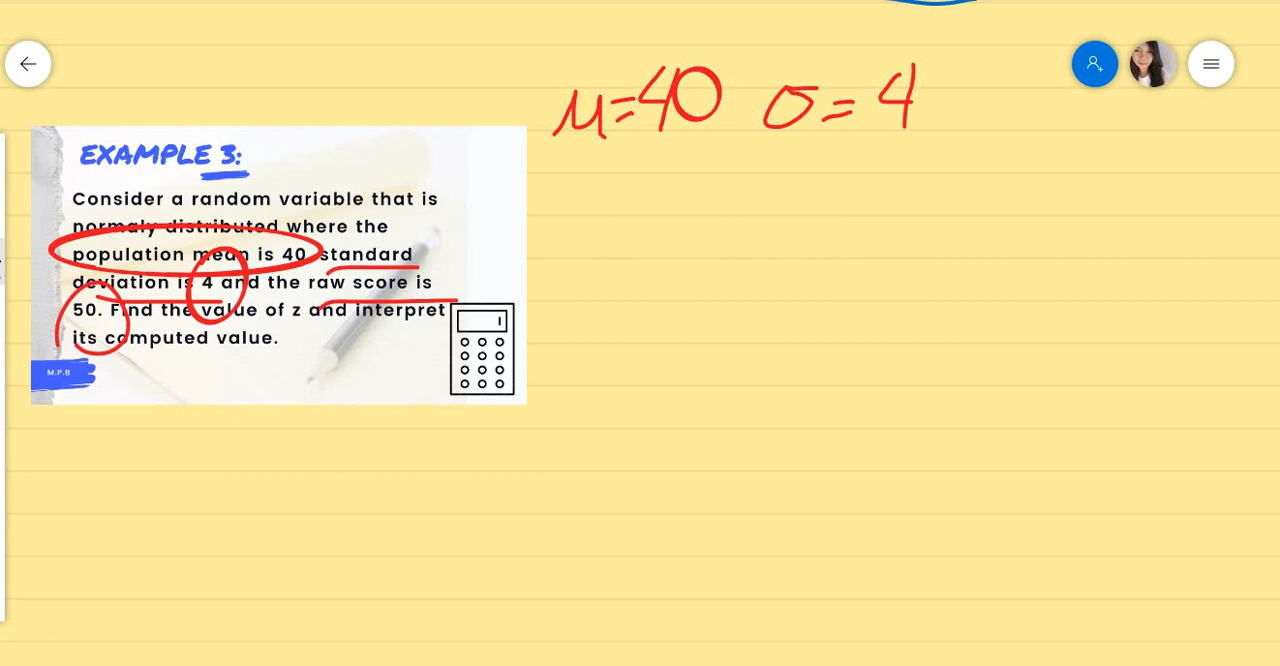 μ=40 σ=4
EXAMPLE 3:
Consider a random variable that is
normaly distributed where the
population mean is 40, standard
deviation is 4 and the raw score is
50. Find the value of z and interpret
its computed value.
M.P.B